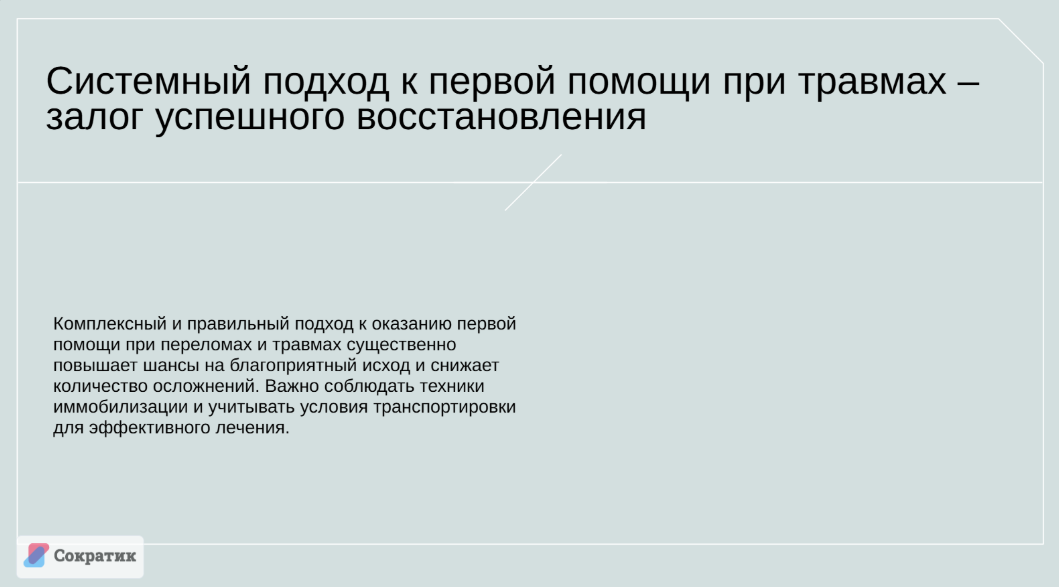 Системный подход к первой помощи при травмах –
залог успешного восстановления
Комплексный и правильный подход к оказанию первой
помощи при переломах и травмах существенно
повышает шансы на благоприятный исход и снижает
количество осложнений. Важно соблюдать техники
иммобилизации и учитывать условия транспортировки
для эффективного лечения.
Сократик